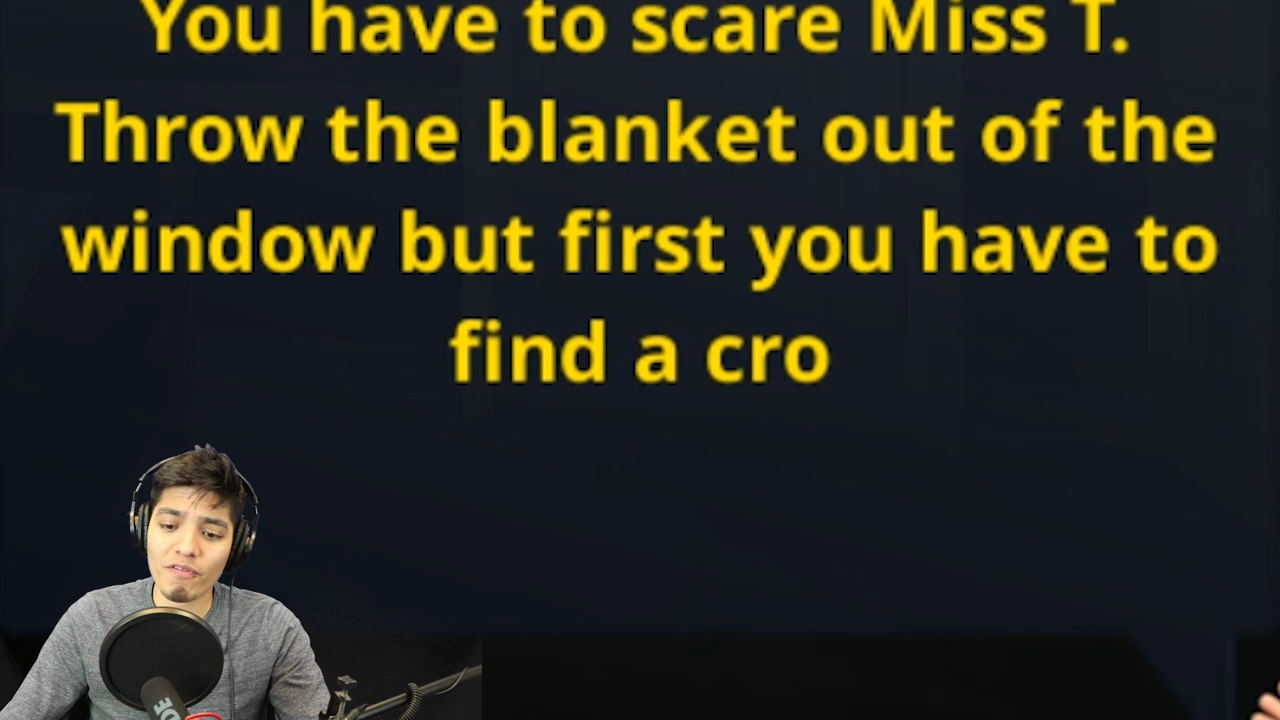 You have to scare Miss T.
Throw the blanket out of the
window but first you have to
find a cro